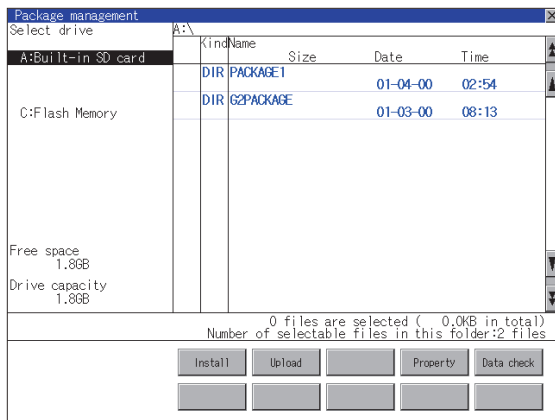 Package management
Select drive
A:\
Kind Name
Size Date Time
A:Built-in SD card
DIR PACKAGE1
01-04-00 02:54
DIR G2PACKAGE
01-03-00 08:13
C:Flash Memory
Free space
1.8GB
Drive capacity
1.8GB
0 files are selected ( 0.0KB in total)
Number of selectable files in this folder:2 files
Install Upload Property Data check